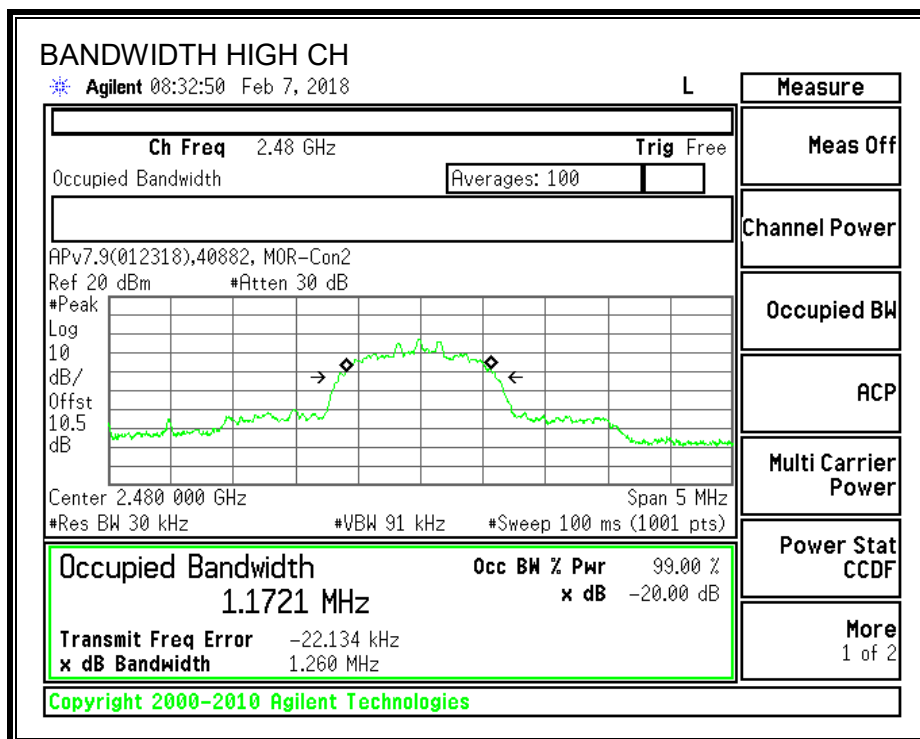 BANDWIDTH HIGH CH
Agilent 08:32:50 Feb 7, 2018 L
Measure
Ch Freq 2.48 GHz Trig Free
Meas Off
Occupied Bandwidth Averages: 100
Channel Power
APv7.9(012318),40882, MOR-Con2
Ref 20 dBm #Atten 30 dB
#Peak
Log
10
dB/
Offst
10.5
dB
Occupied BW
ACP
Multi Carrier
Power
Center 2.480 000 GHz Span 5 MHz
#Res BW 30 kHz #VBW 91 kHz #Sweep 100 ms (1001 pts)
Power Stat
CCDF
Occupied Bandwidth Occ BW % Pwr 99.00 %
1.1721 MHz x dB -20.00 dB
Transmit Freq Error -22.134 kHz
x dB Bandwidth 1.260 MHz
More
1 of 2
Copyright 2000-2010 Agilent Technologies